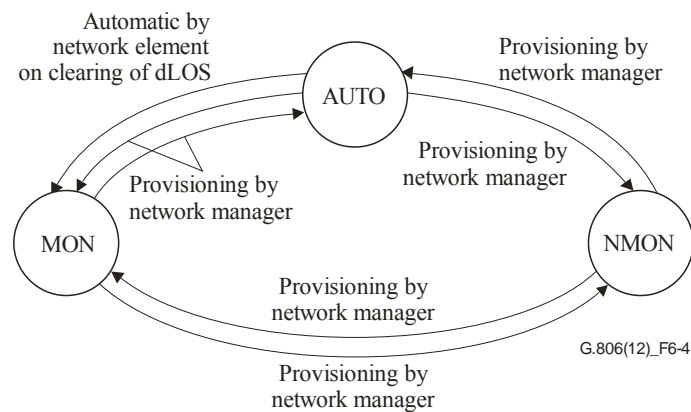 Automatic by
network element
on clearing of dLOS
Provisioning by
network manager
AUTO
Provisioning by
network manager
Provisioning by
network manager
MON
NMON
Provisioning by
network manager
G.806(12)_F6-4
Provisioning by
network manager